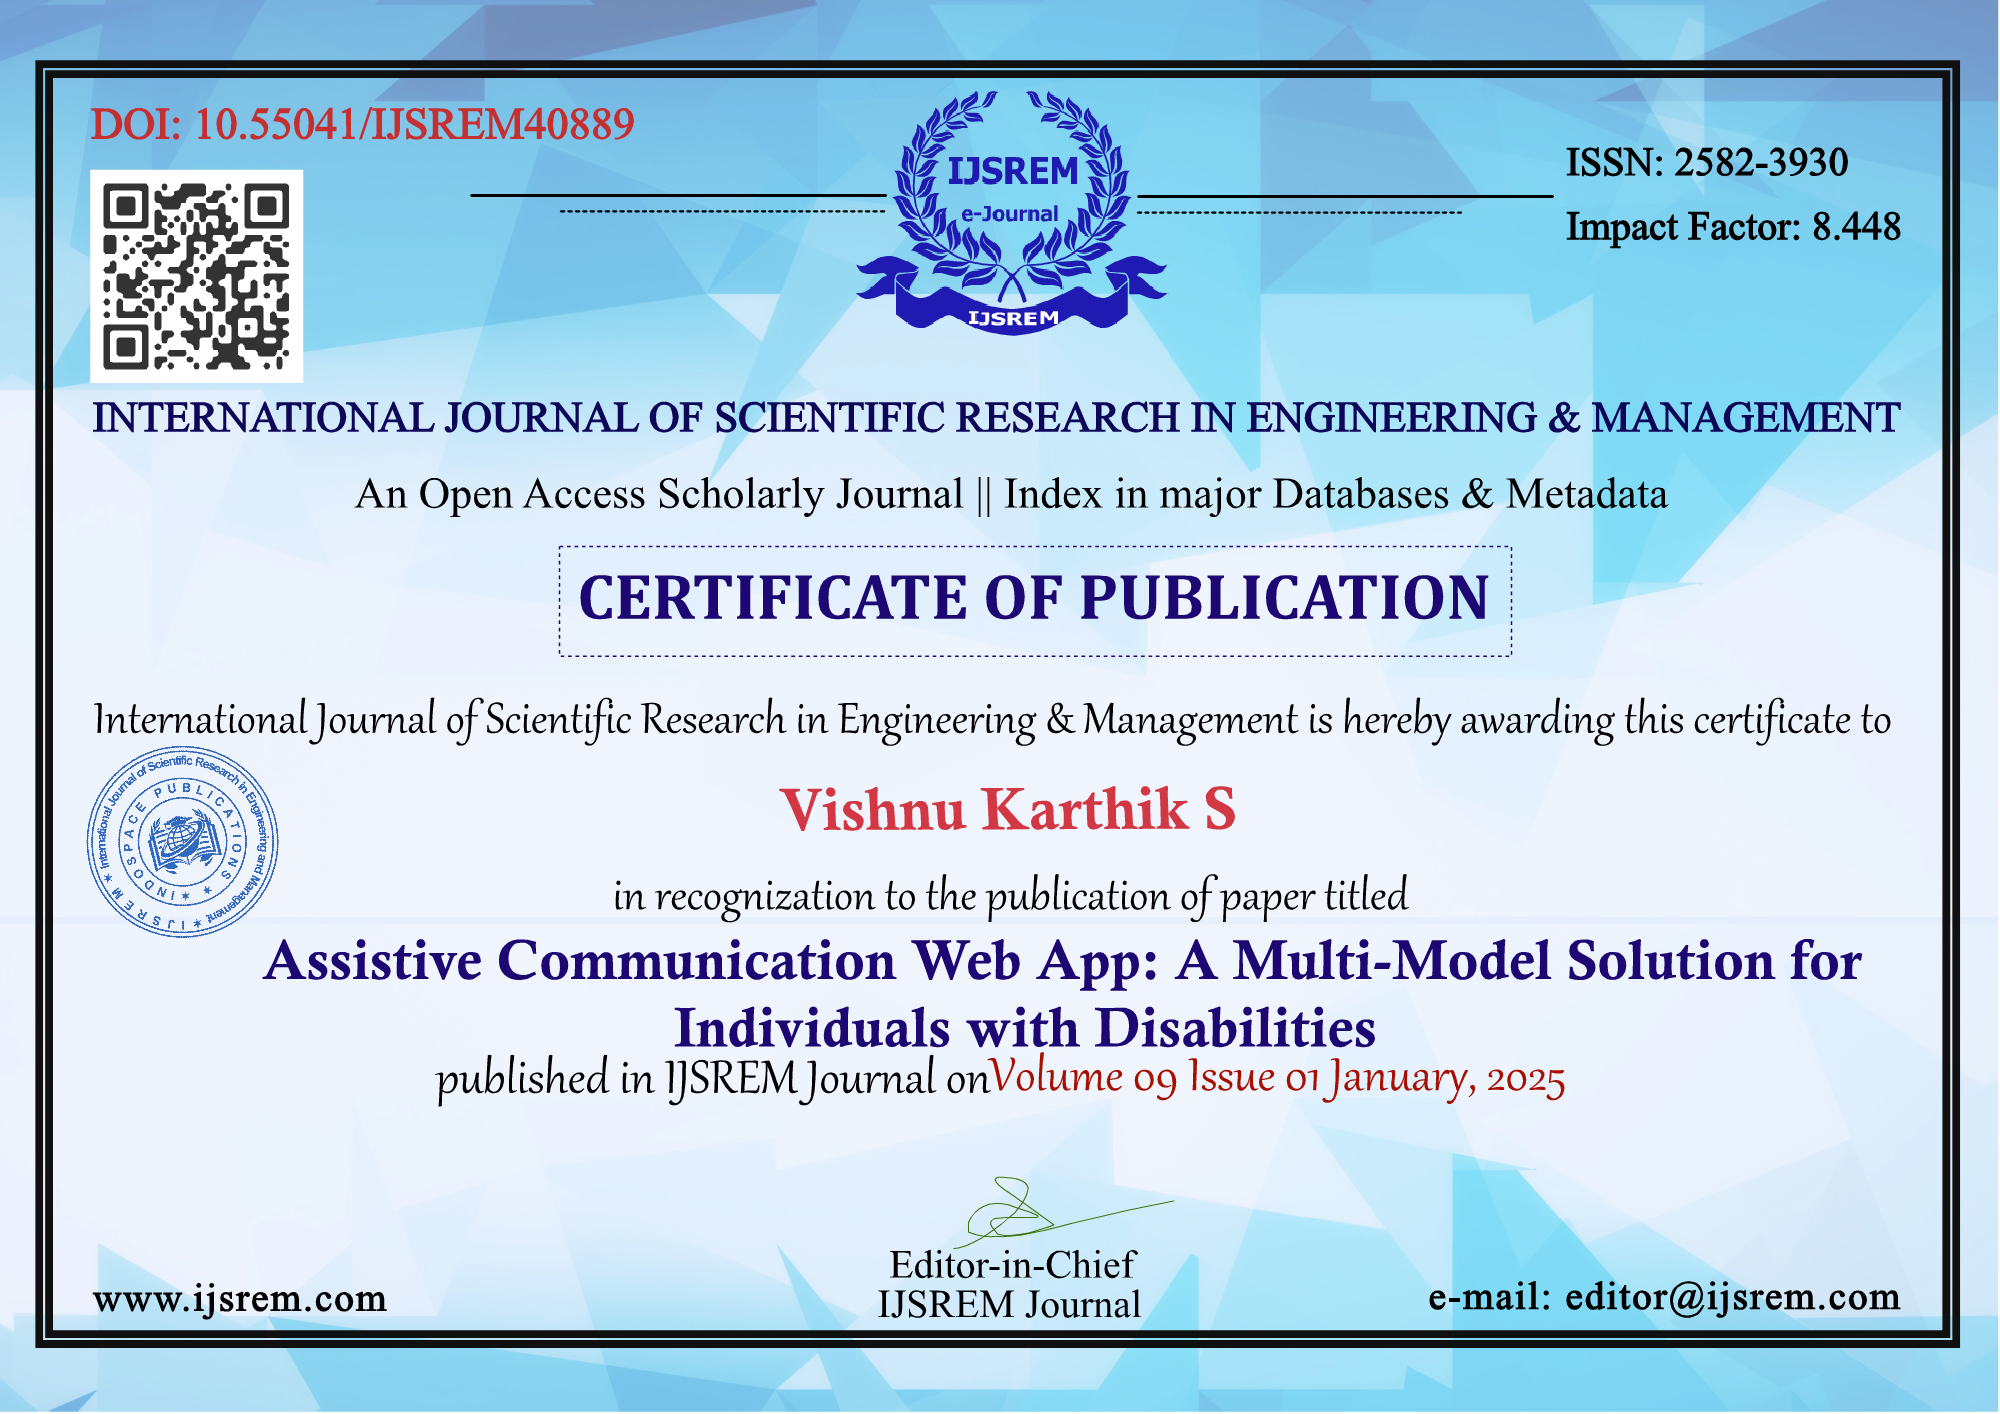 DOI: 10.55041/IJSREM40889
IJSREM
e-Journal
IJSREM
ISSN: 2582-3930
Impact Factor: 8.448
INTERNATIONAL JOURNAL OF SCIENTIFIC RESEARCH IN ENGINEERING & MANAGEMENT
An Open Access Scholarly Journal || Index in major Databases & Metadata
CERTIFICATE OF PUBLICATION
International Journal of Scientific Research in Engineering & Management is hereby awarding this certificate to
International Journal of Scientific Research in Engineering and Management
IJSREM
INDOSPACE PUBLICATIONS
Vishnu Karthik S
in recognization to the publication of paper titled
Assistive Communication Web App: A Multi-Model Solution for
Individuals with Disabilities
published in IJSREM Journal on Volume 09 Issue 01 January, 2025
Editor-in-Chief
IJSREM Journal
www.ijsrem.com
e-mail: editor@ijsrem.com